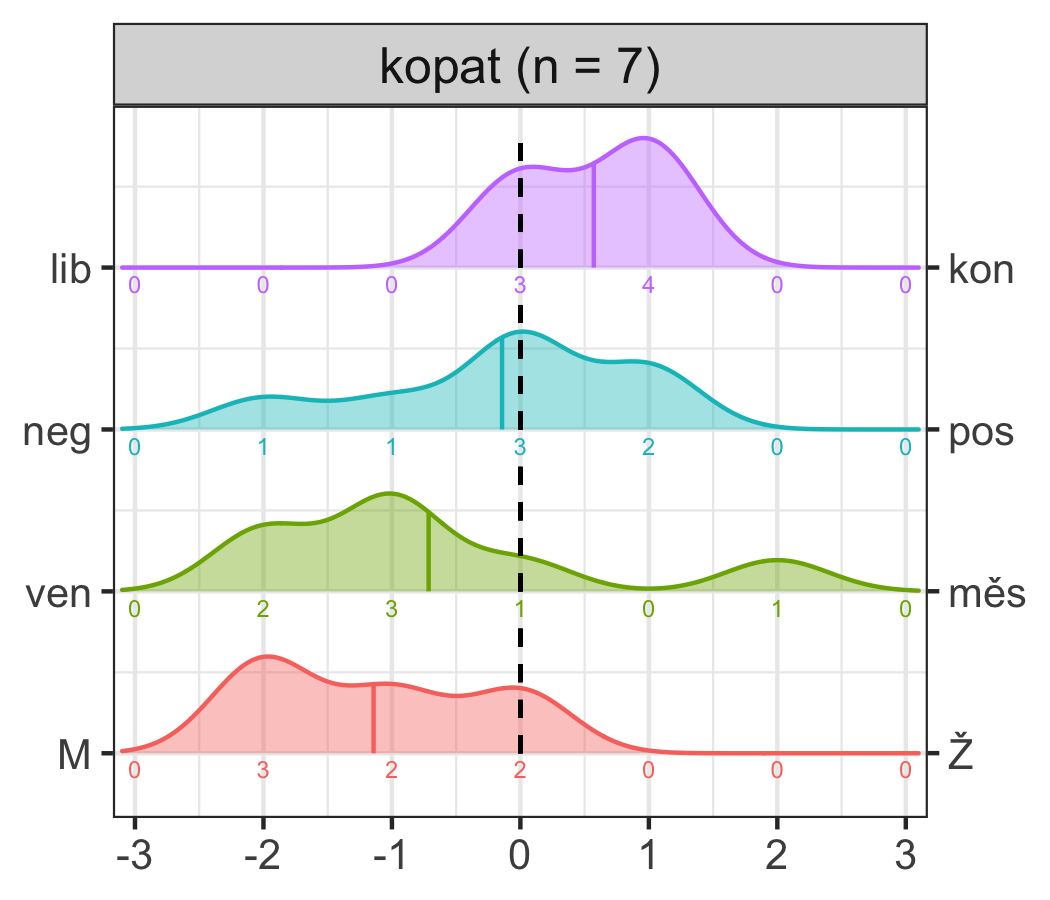 kopat (n = 7)
lib kon
0 0 0 3 4 0 0
neg pos
0 1 1 3 2 0 0
ven měs
0 2 3 1 0 1 0
M Ž
0 3 2 2 0 0 0
-3 -2 -1 0 1 2 3